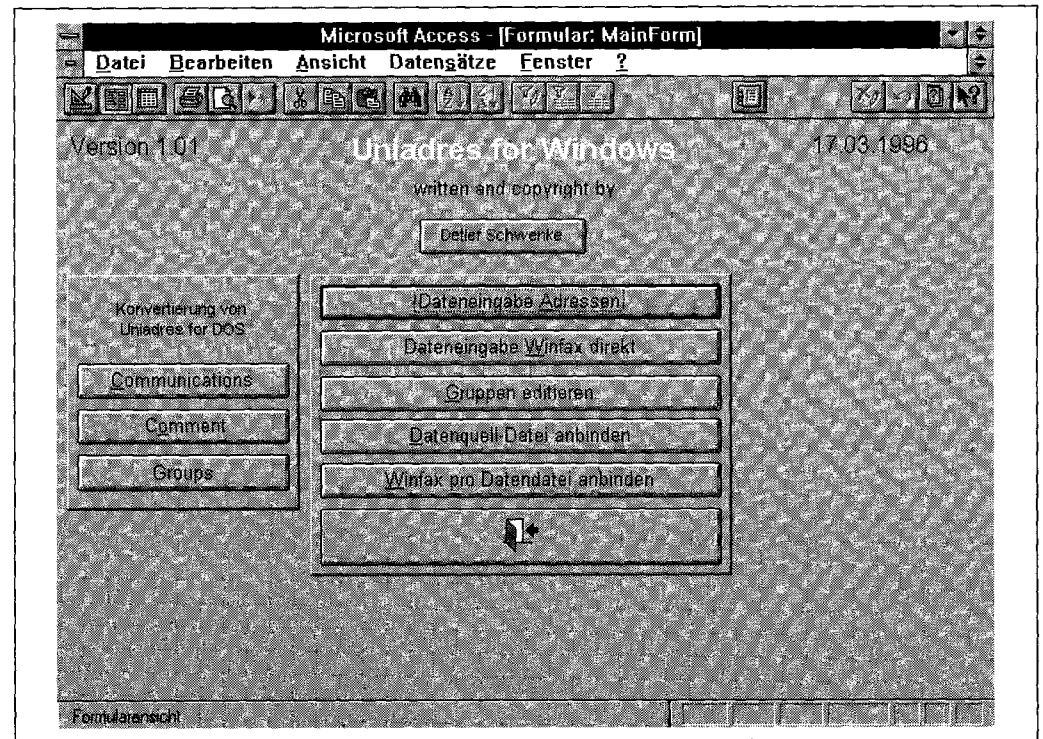 Microsoft Access - [Formular: MainForm]
Datei Bearbeiten Ansicht Datensätze Fenster ?
Version 1.01 Uniadres for Windows 17.03.1996
written and copyright by
Detlef Schwenke
Konvertierung von
Uniadres for DOS
Communications
Comment
Groups
Dateneingabe Adressen
Dateneingabe Winfax direkt
Gruppen editieren
Datenquell-Datei anbinden
Winfax pro Datendatei anbinden
Formularansicht